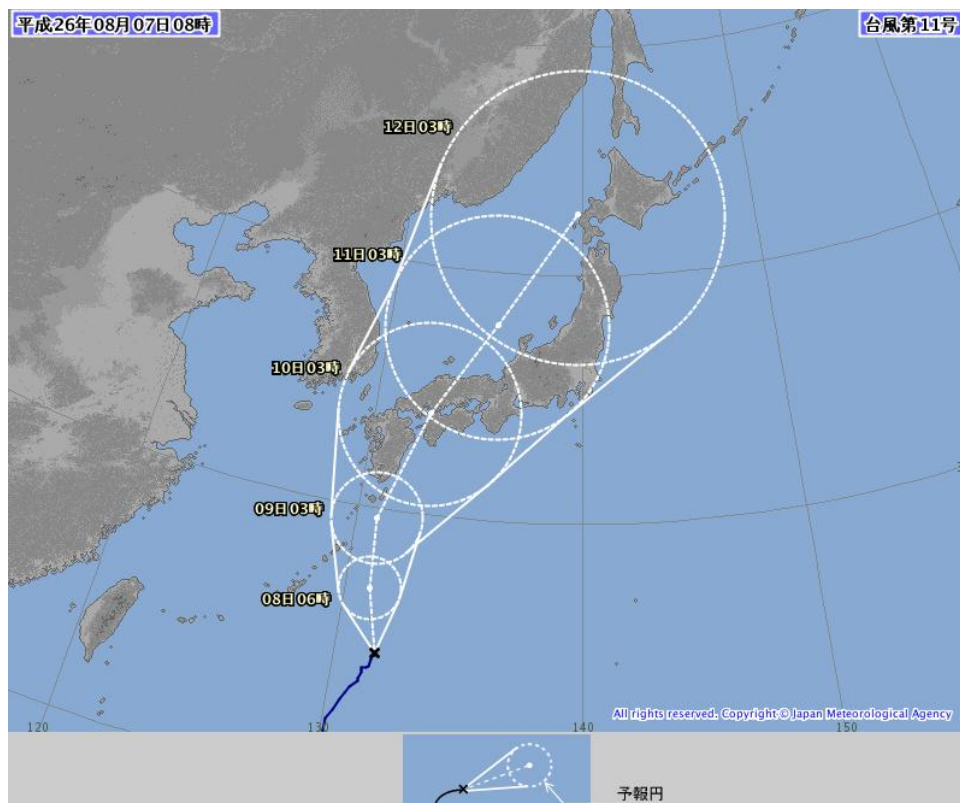 平成26年08月07日08時
台風第11号
12日03時
11日03時
10日03時
09日03時
08日06時
All rights reserved. Copyright © Japan Meteorological Agency
120
130
140
150
予報円